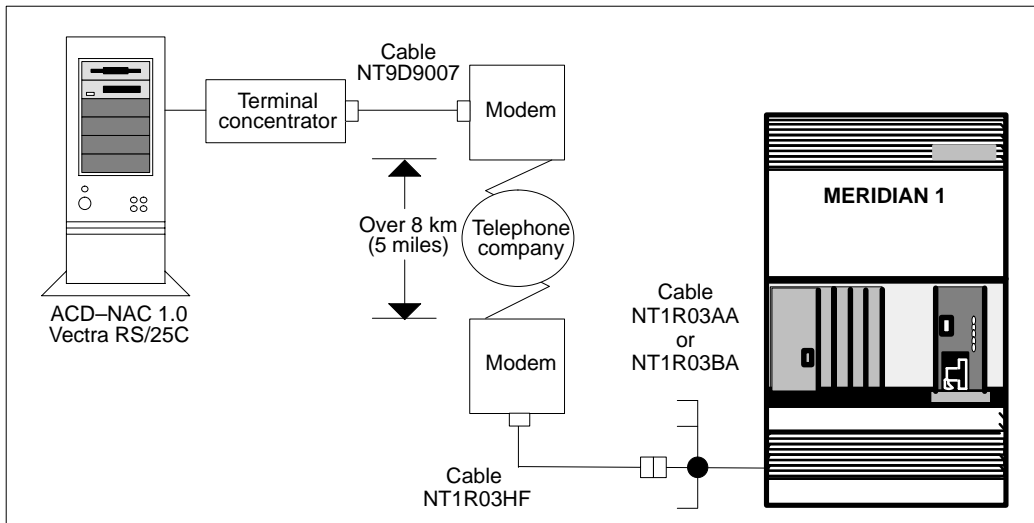 Cable
NT9D9007
Terminal
concentrator
Modem
MERIDIAN 1
Over 8 km
(5 miles)
Telephone
company
ACD–NAC 1.0
Vectra RS/25C
Cable
NT1R03AA
or
NT1R03BA
Modem
Cable
NT1R03HF